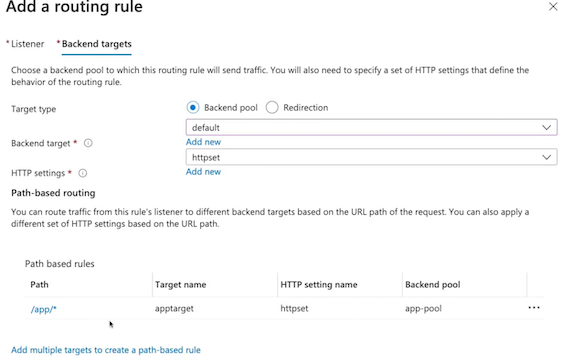 Add a routing rule
* Listener * Backend targets
Choose a backend pool to which this routing rule will send traffic. You will also need to specify a set of HTTP settings that define the
behavior of the routing rule.
Target type Backend pool Redirection
default
Backend target * Add new
httpset
HTTP settings * Add new
Path-based routing
You can route traffic from this rule's listener to different backend targets based on the URL path of the request. You can also apply a
different set of HTTP settings based on the URL path.
Path based rules
Path Target name HTTP setting name Backend pool
/app/* apptarget httpset app-pool
Add multiple targets to create a path-based rule